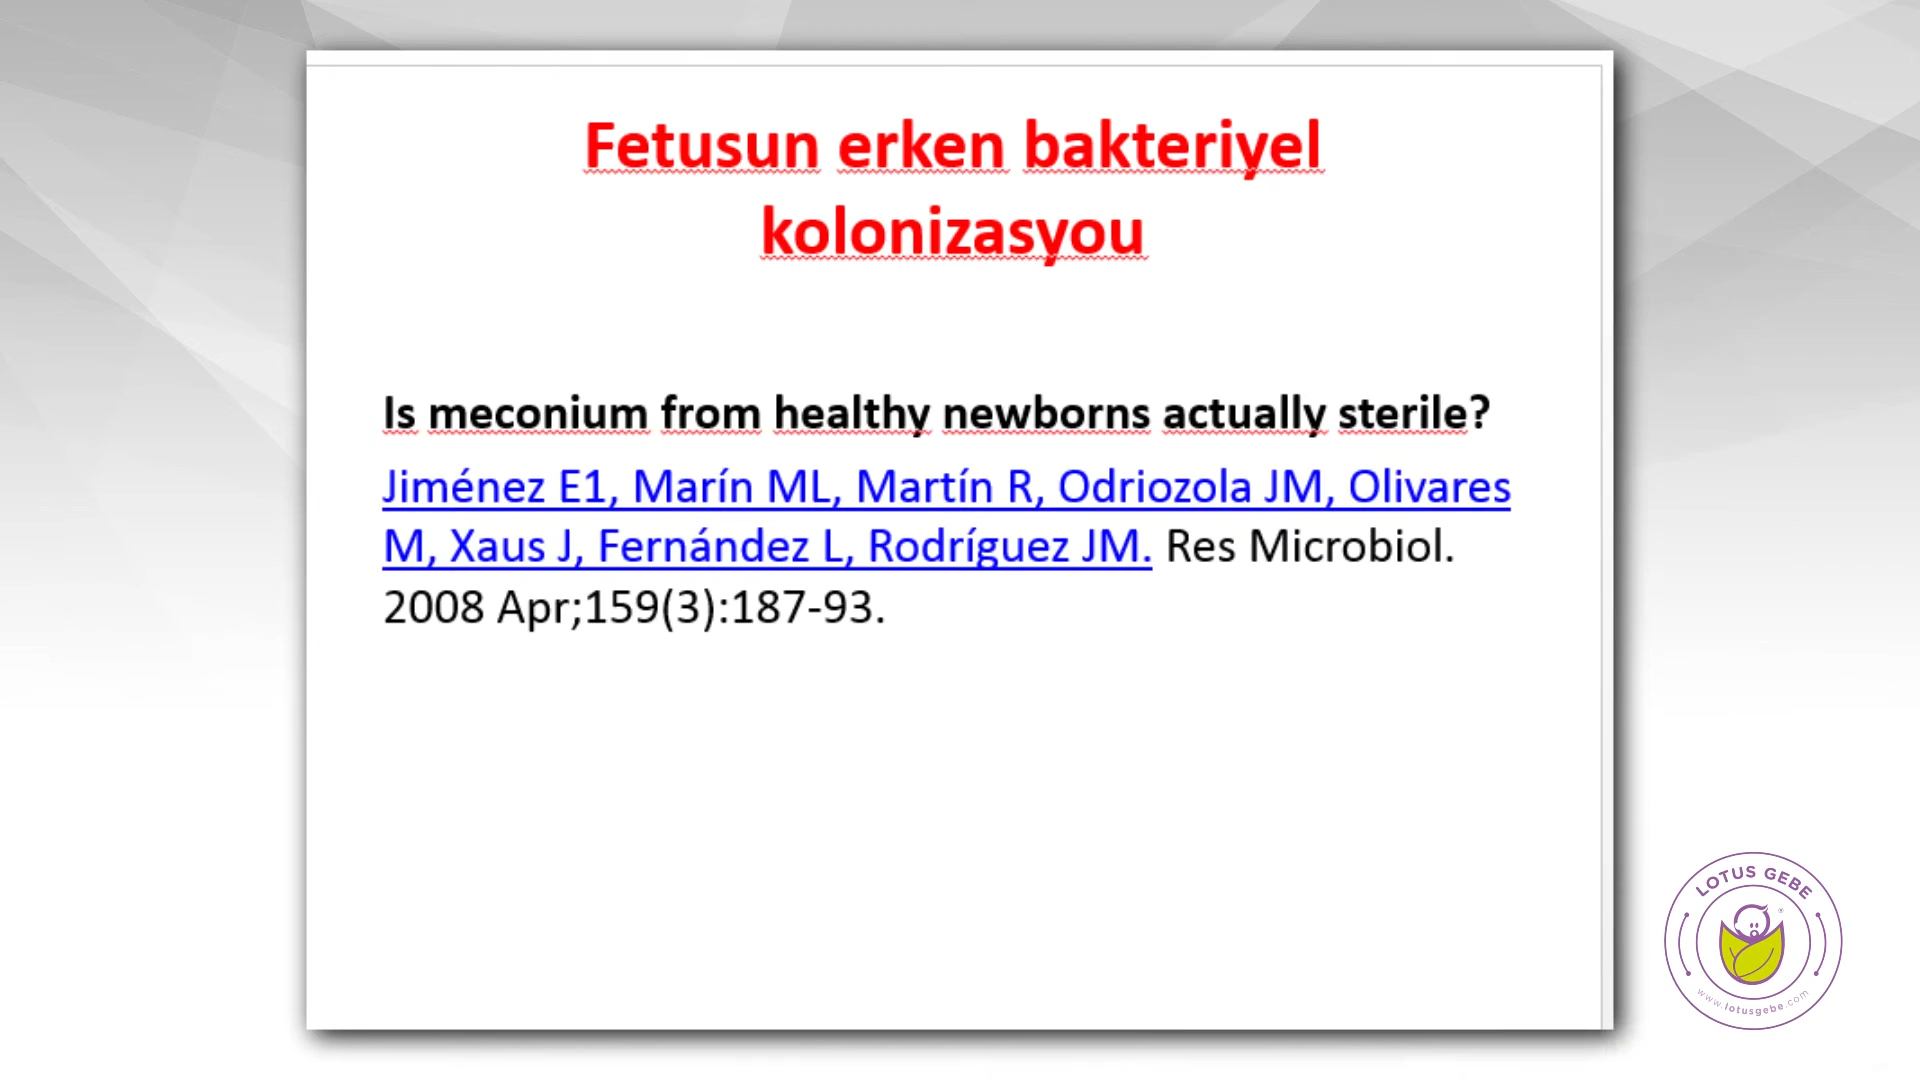 Fetusun erken bakteriyel
kolonizasyou
Is meconium from healthy newborns actually sterile?
Jiménez E1, Marín ML, Martín R, Odriozola JM, Olivares
M, Xaus J, Fernández L, Rodríguez JM. Res Microbiol.
2008 Apr;159(3):187-93.
LOTUS GEBE
®
www.lotusgebe.com